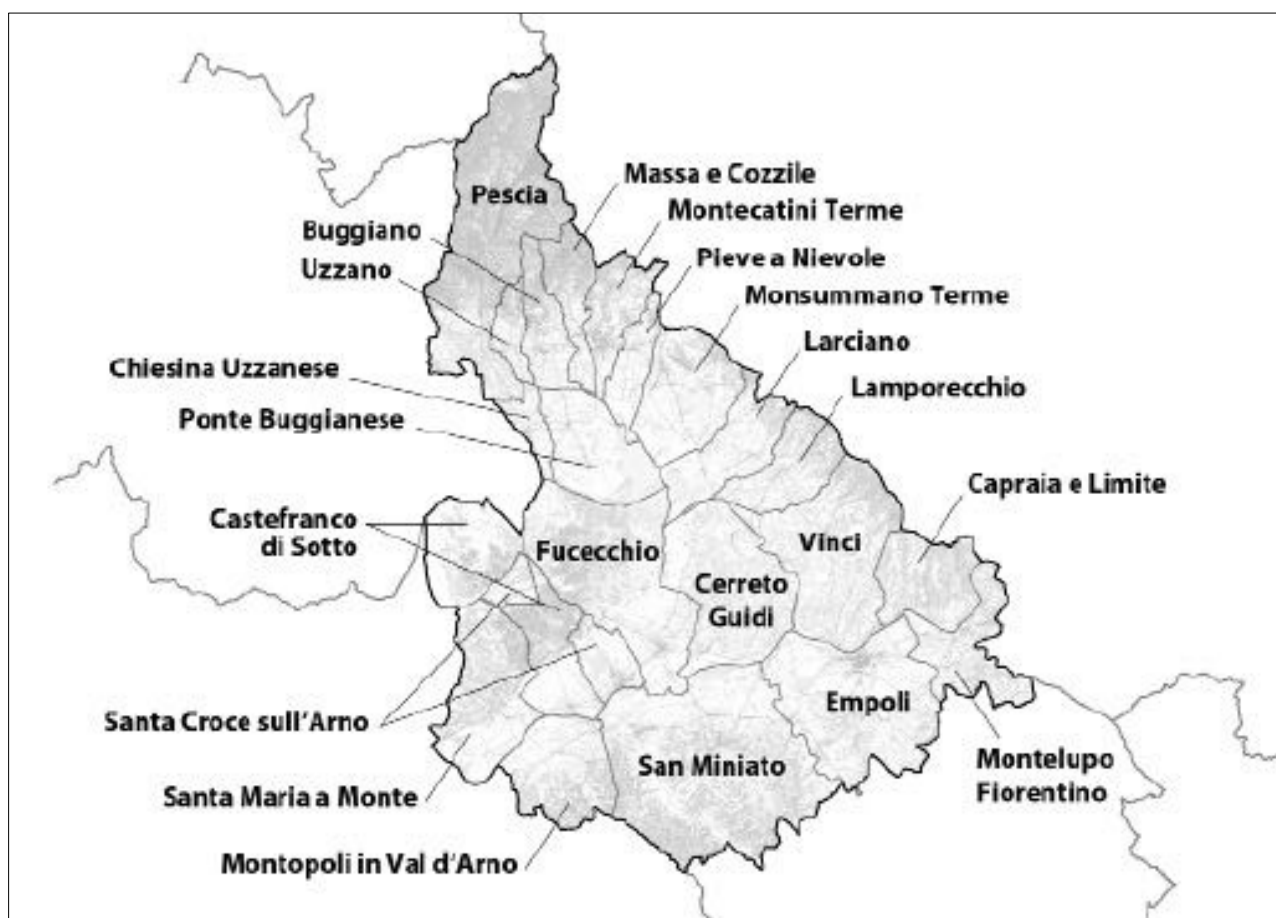 Pescia
Massa e Cozzile
Montecatini Terme
Buggiano
Pieve a Nievole
Uzzano
Monsummano Terme
Larciano
Chiesina Uzzanese
Lamporecchio
Ponte Buggianese
Capraia e Limite
Castefranco
di Sotto
Fucecchio
Vinci
Cerreto
Guidi
Empoli
Santa Croce sull'Arno
San Miniato
Montelupo
Fiorentino
Santa Maria a Monte
Montopoli in Val d'Arno